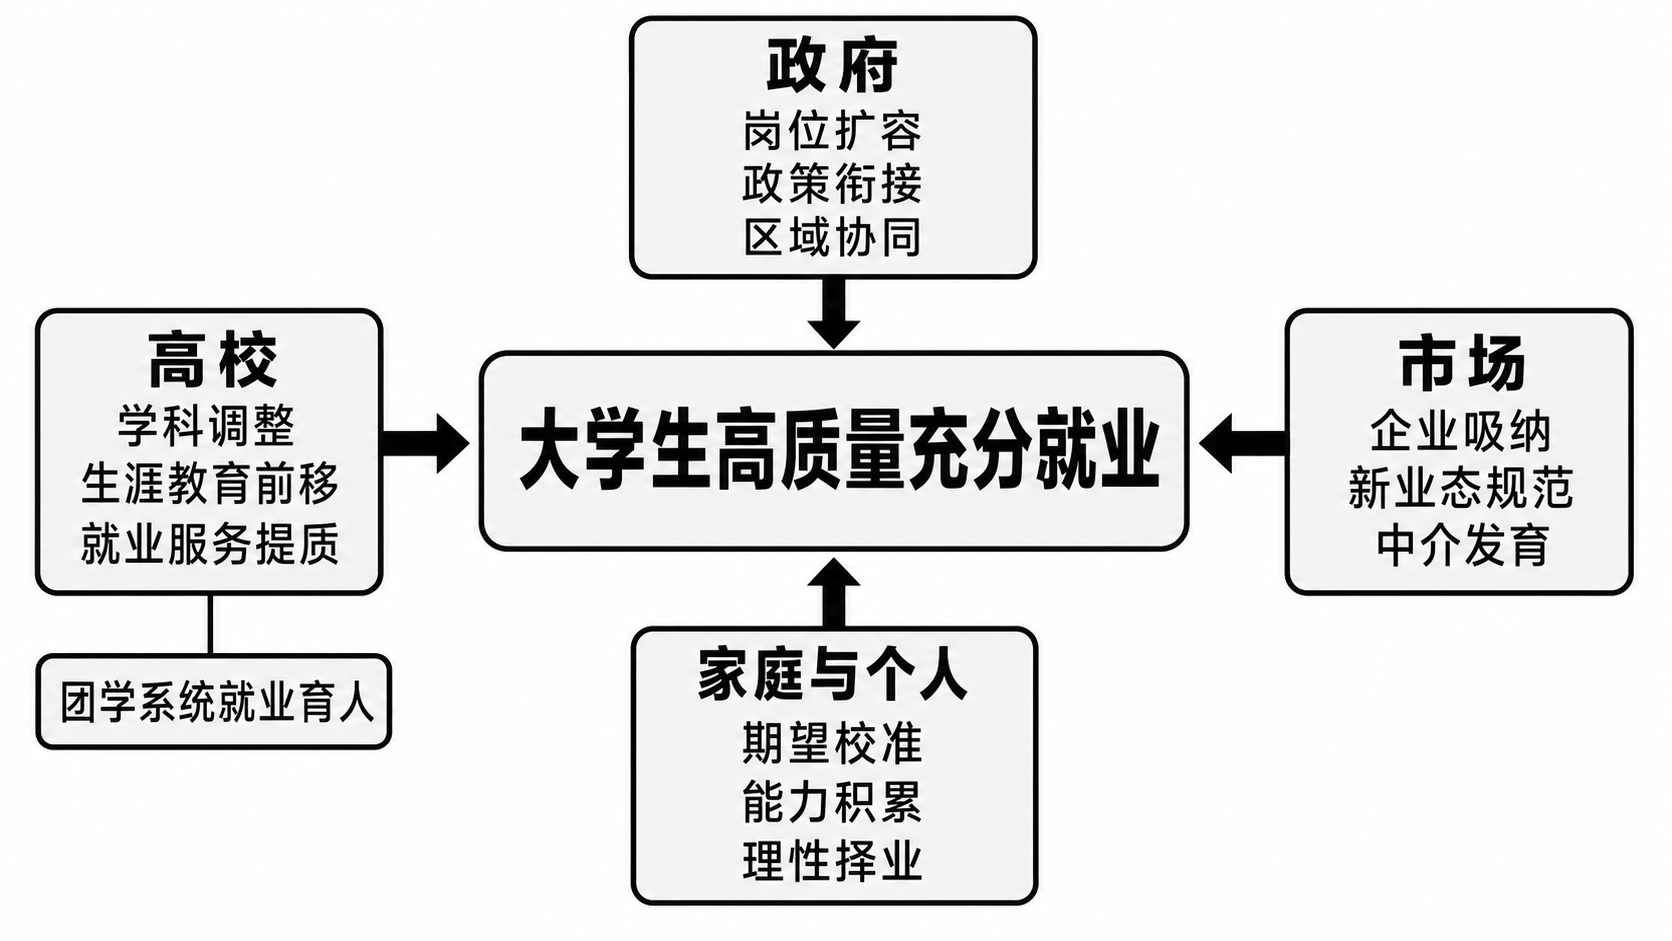 政府
岗位扩容
政策衔接
区域协同
高校
学科调整
生涯教育前移
就业服务提质
大学生高质量充分就业
市场
企业吸纳
新业态规范
中介发育
团学系统就业育人
家庭与个人
期望校准
能力积累
理性择业